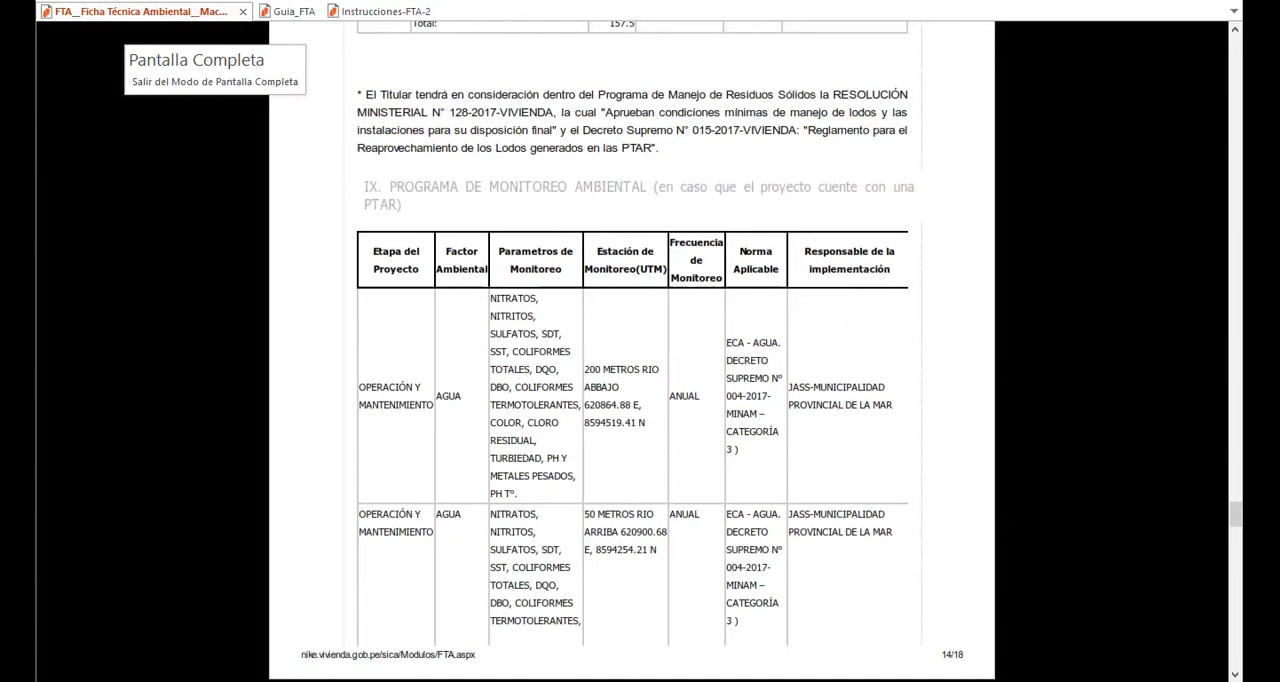 FTA__Ficha Técnica Ambiental__Mac... Guia_FTA Instrucciones-FTA-2
Total: 157.5
Pantalla Completa
Salir del Modo de Pantalla Completa
* El Titular tendrá en consideración dentro del Programa de Manejo de Residuos Sólidos la RESOLUCIÓN
MINISTERIAL N° 128-2017-VIVIENDA, la cual "Aprueban condiciones mínimas de manejo de lodos y las
instalaciones para su disposición final" y el Decreto Supremo N° 015-2017-VIVIENDA: "Reglamento para el
Reaprovechamiento de los Lodos generados en las PTAR".
IX. PROGRAMA DE MONITOREO AMBIENTAL (en caso que el proyecto cuente con una
PTAR)
Etapa del
Proyecto
Factor
Ambiental
Parametros de
Monitoreo
Estación de
Monitoreo(UTM)
Frecuencia
de
Monitoreo
Norma
Aplicable
Responsable de la
implementación
OPERACIÓN Y
MANTENIMIENTO
AGUA
NITRATOS,
NITRITOS,
SULFATOS, SDT,
SST, COLIFORMES
TOTALES, DQO,
DBO, COLIFORMES
TERMOTOLERANTES,
COLOR, CLORO
RESIDUAL,
TURBIEDAD, PH Y
METALES PESADOS,
PH Tº.
200 METROS RIO
ABBAJO
620864.88 E,
8594519.41 N
ANUAL
ECA - AGUA.
DECRETO
SUPREMO Nº
004-2017-
MINAM –
CATEGORÍA
3 )
JASS-MUNICIPALIDAD
PROVINCIAL DE LA MAR
OPERACIÓN Y
MANTENIMIENTO
AGUA
NITRATOS,
NITRITOS,
SULFATOS, SDT,
SST, COLIFORMES
TOTALES, DQO,
DBO, COLIFORMES
TERMOTOLERANTES,
50 METROS RIO
ARRIBA 620900.68
E, 8594254.21 N
ANUAL
ECA - AGUA.
DECRETO
SUPREMO Nº
004-2017-
MINAM –
CATEGORÍA
3 )
JASS-MUNICIPALIDAD
PROVINCIAL DE LA MAR
nike.vivienda.gob.pe/sica/Modulos/FTA.aspx 14/18